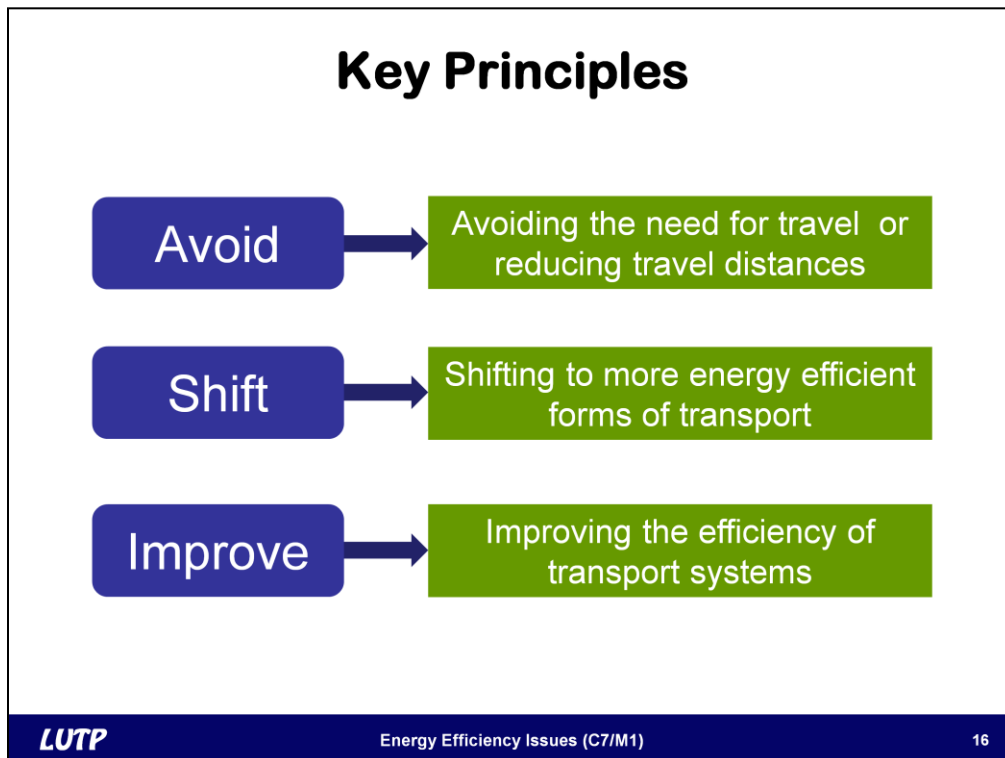 Key Principles
Avoid
Avoiding the need for travel or
reducing travel distances
Shift
Shifting to more energy efficient
forms of transport
Improve
Improving the efficiency of
transport systems
LUTP
Energy Efficiency Issues (C7/M1)
16